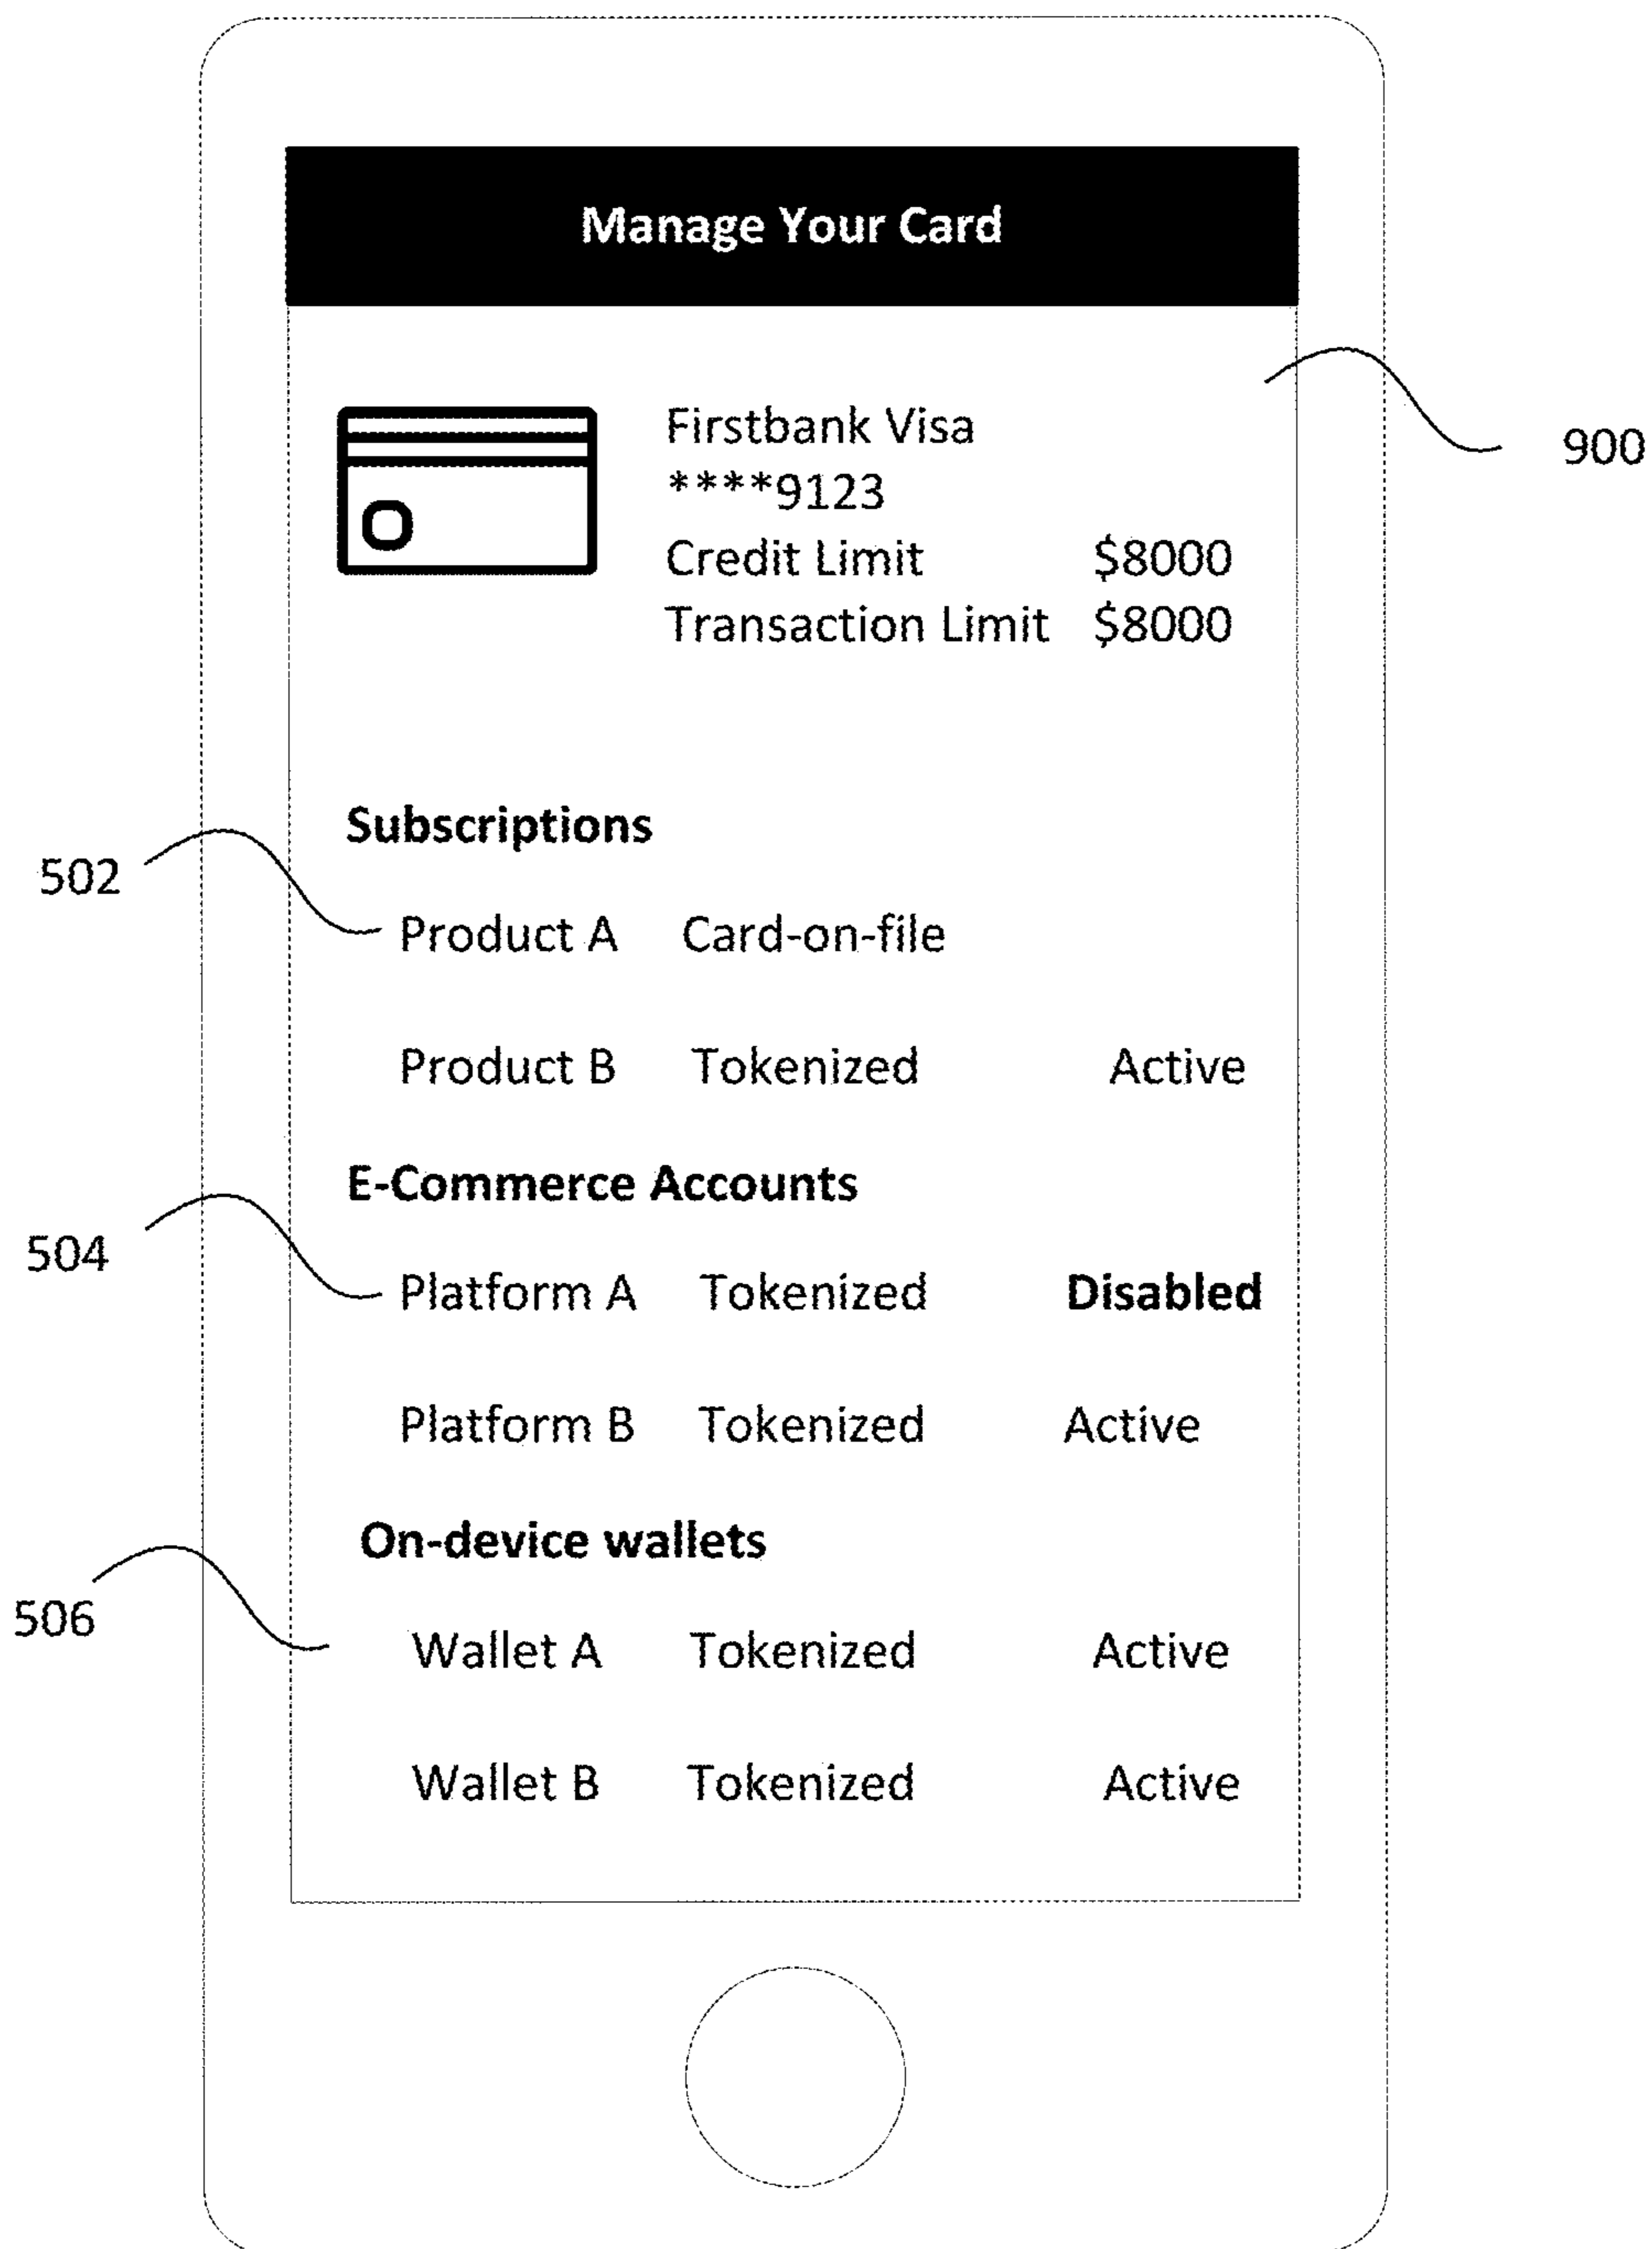 Manage Your Card
Firstbank Visa
****9123
Credit Limit $8000
Transaction Limit $8000
900
Subscriptions
502
Product A Card-on-file
Product B Tokenized Active
E-Commerce Accounts
504
Platform A Tokenized Disabled
Platform B Tokenized Active
On-device wallets
506
Wallet A Tokenized Active
Wallet B Tokenized Active